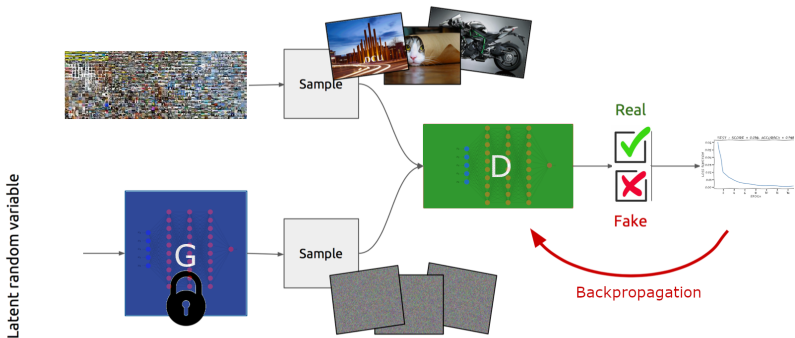 Sample
Real
D
Fake
Latent random variable
G
Sample
Backpropagation